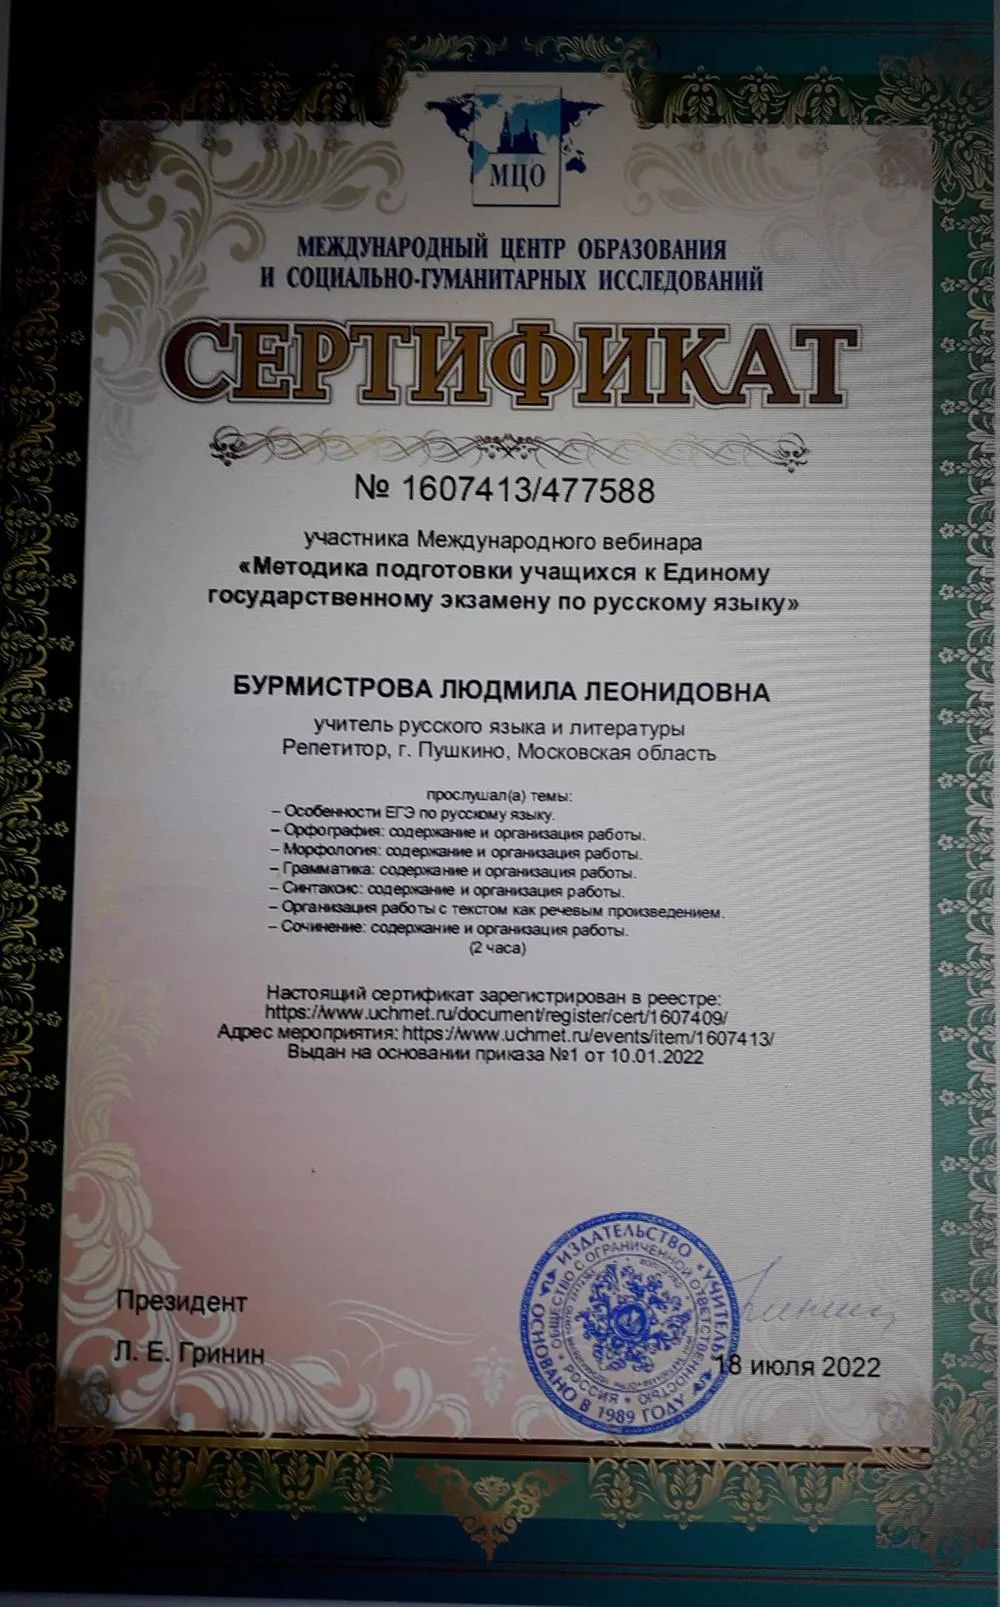 МЦО
МЕЖДУНАРОДНЫЙ ЦЕНТР ОБРАЗОВАНИЯ
И СОЦИАЛЬНО-ГУМАНИТАРНЫХ ИССЛЕДОВАНИЙ
СЕРТИФИКАТ
№ 1607413/477588
участника Международного вебинара
«Методика подготовки учащихся к Единому
государственному экзамену по русскому языку»
БУРМИСТРОВА ЛЮДМИЛА ЛЕОНИДОВНА
учитель русского языка и литературы
Репетитор, г. Пушкино, Московская область
прослушал(а) темы:
– Особенности ЕГЭ по русскому языку.
– Орфография: содержание и организация работы.
– Морфология: содержание и организация работы.
– Грамматика: содержание и организация работы.
– Синтаксис: содержание и организация работы.
– Организация работы с текстом как речевым произведением.
– Сочинение: содержание и организация работы.
(2 часа)
Настоящий сертификат зарегистрирован в реестре:
https://www.uchmet.ru/document/register/cert/1607409/
Адрес мероприятия: https://www.uchmet.ru/events/item/1607413/
Выдан на основании приказа №1 от 10.01.2022
ИЗДАТЕЛЬСТВО «УЧИТЕЛЬ»
ОСНОВАНО В 1989 ГОДУ
ОБЩЕСТВО С ОГРАНИЧЕННОЙ ОТВЕТСТВЕННОСТЬЮ
РОССИЯ
Президент
Л. Е. Гринин
18 июля 2022